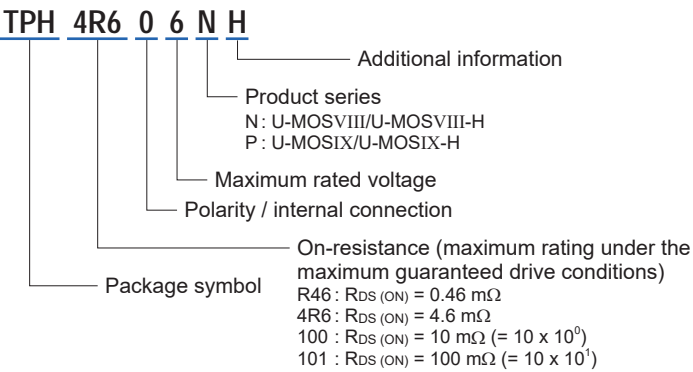 TPH 4R6 0 6 N H
Additional information
Product series
N : U-MOSVIII/U-MOSVIII-H
P : U-MOSIX/U-MOSIX-H
Maximum rated voltage
Polarity / internal connection
On-resistance (maximum rating under the
maximum guaranteed drive conditions)
Package symbol
R46 : RDS (ON) = 0.46 mΩ
4R6 : RDS (ON) = 4.6 mΩ
100 : RDS (ON) = 10 mΩ (= 10 x 10⁰)
101 : RDS (ON) = 100 mΩ (= 10 x 10¹)